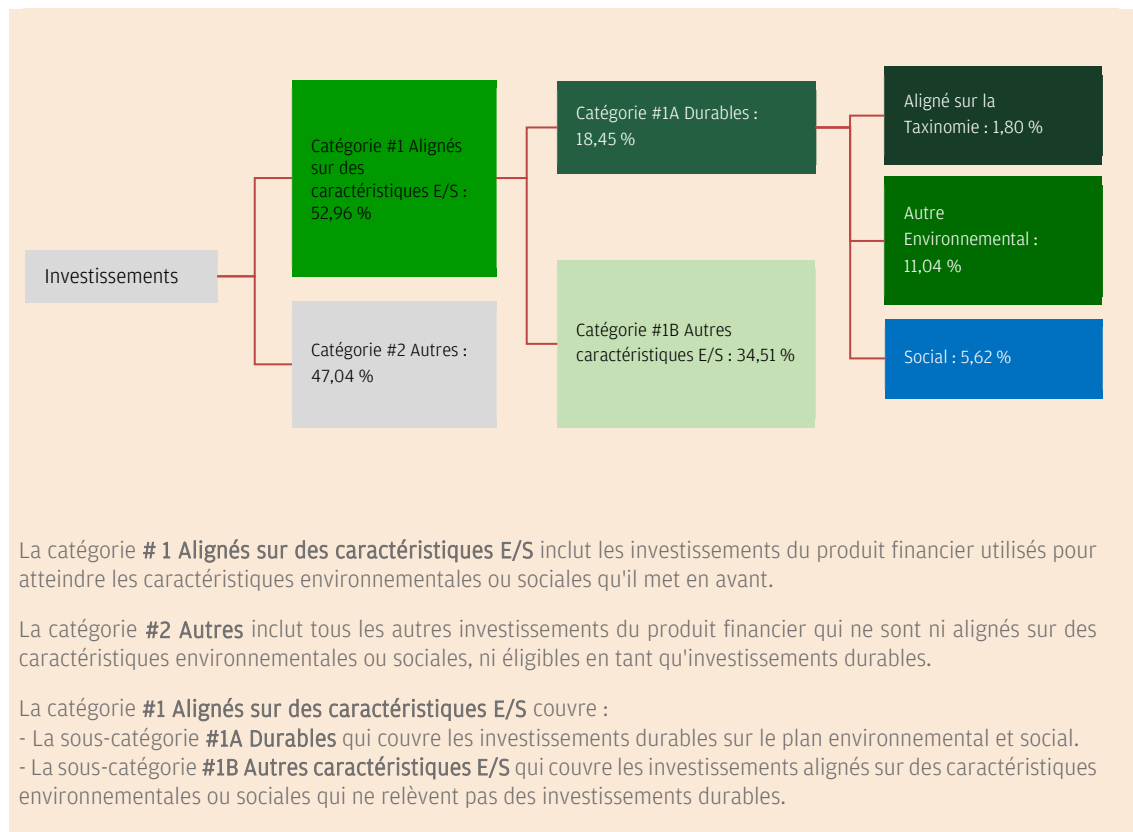 Investissements
Catégorie #1 Alignés
sur des
caractéristiques E/S :
52,96 %
Catégorie #2 Autres :
47,04 %
Catégorie #1A Durables :
18,45 %
Catégorie #1B Autres
caractéristiques E/S : 34,51 %
Aligné sur la
Taxinomie : 1,80 %
Autre
Environnemental :
11,04 %
Social : 5,62 %
La catégorie # 1 Alignés sur des caractéristiques E/S inclut les investissements du produit financier utilisés pour
atteindre les caractéristiques environnementales ou sociales qu'il met en avant.
La catégorie #2 Autres inclut tous les autres investissements du produit financier qui ne sont ni alignés sur des
caractéristiques environnementales ou sociales, ni éligibles en tant qu'investissements durables.
La catégorie #1 Alignés sur des caractéristiques E/S couvre :
- La sous-catégorie #1A Durables qui couvre les investissements durables sur le plan environnemental et social.
- La sous-catégorie #1B Autres caractéristiques E/S qui couvre les investissements alignés sur des caractéristiques
environnementales ou sociales qui ne relèvent pas des investissements durables.